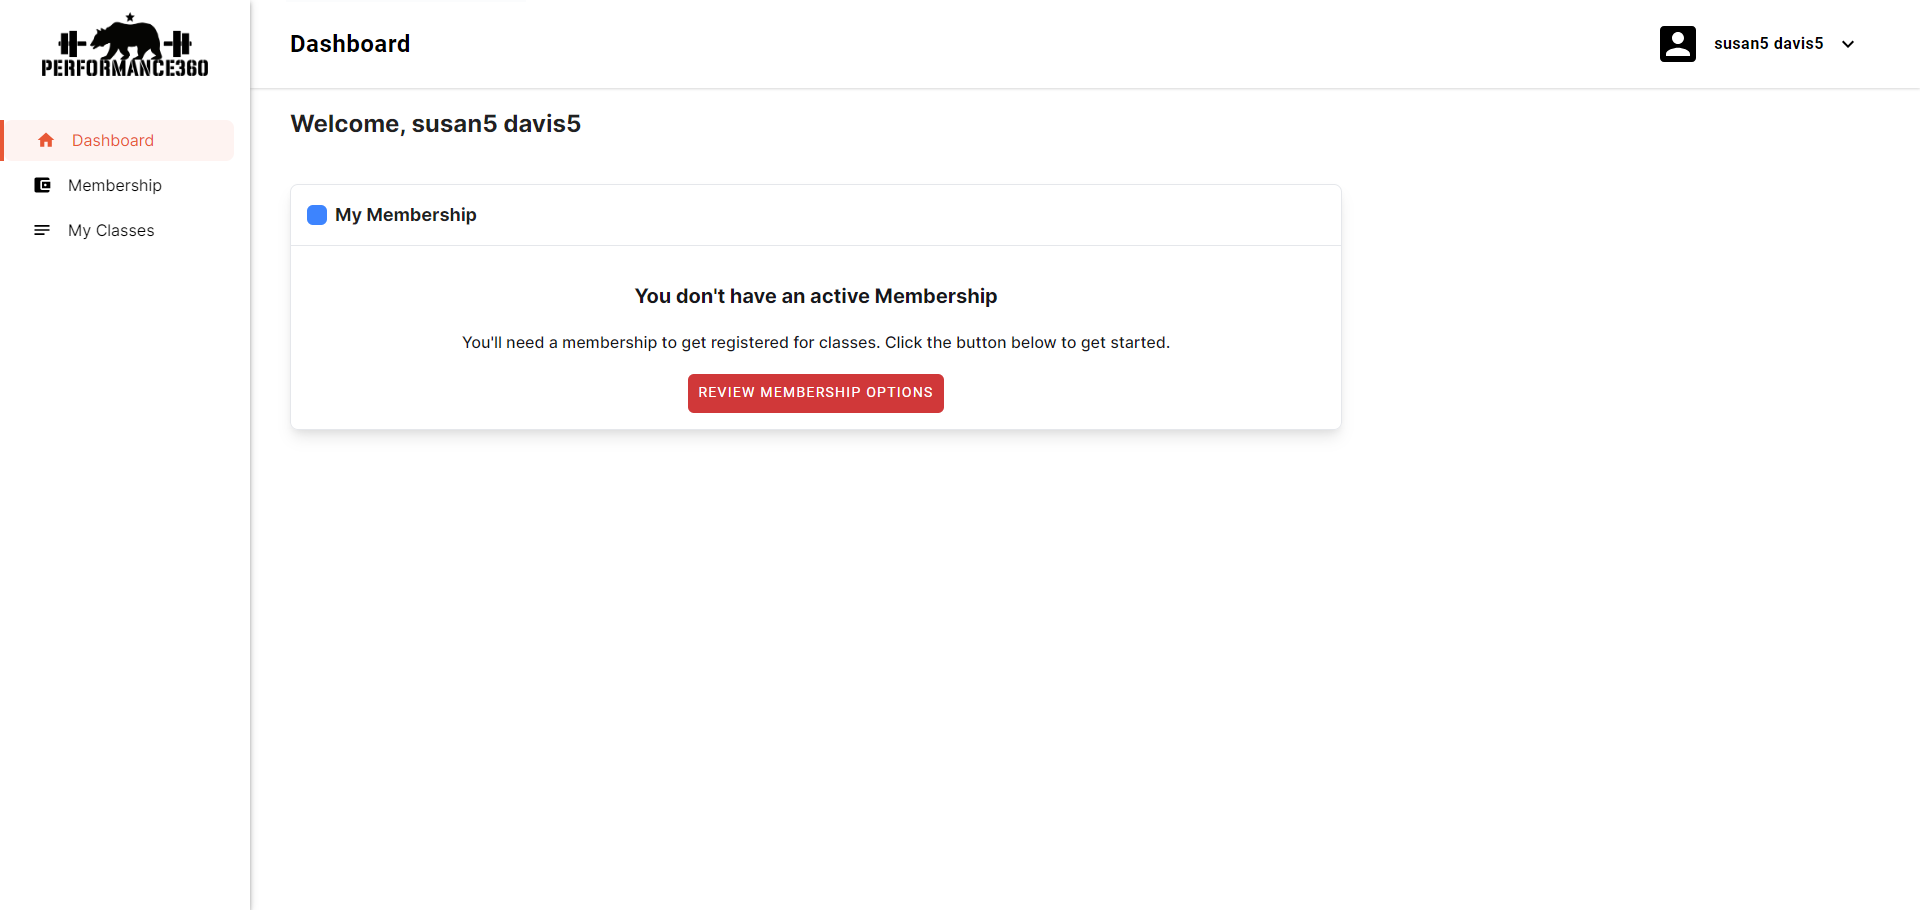 PERFORMANCE360
Dashboard
Membership
My Classes
Dashboard
susan5 davis5
Welcome, susan5 davis5
My Membership
You don't have an active Membership
You'll need a membership to get registered for classes. Click the button below to get started.
REVIEW MEMBERSHIP OPTIONS